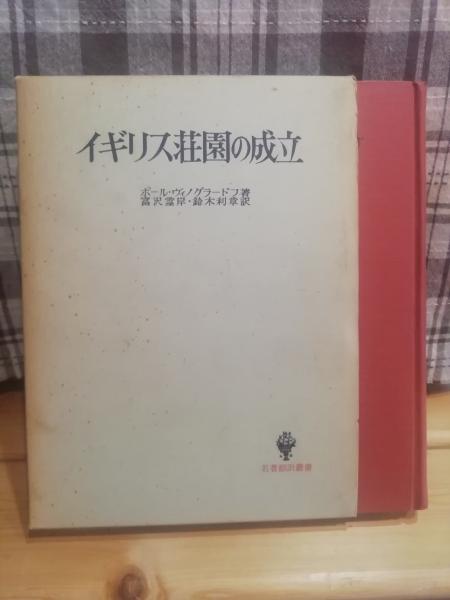 イギリス荘園の成立
ポール・ヴィノグラードフ著
富沢霊岸・鈴木利章訳
名著翻訳叢書